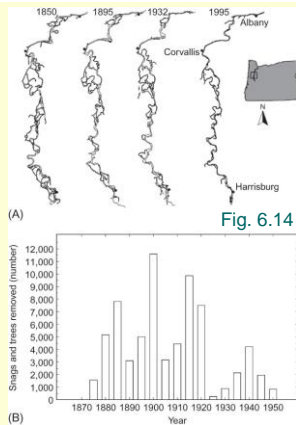 1850 1895 1932 1995
Albany
Corvallis
N
Harrisburg
(A)
Fig. 6.14
Snags and trees removed (number)
12,000
11,000
10,000
9,000
8,000
7,000
6,000
5,000
4,000
3,000
2,000
1,000
0
1870 1880 1890 1900 1910 1920 1930 1940 1950
Year
(B)